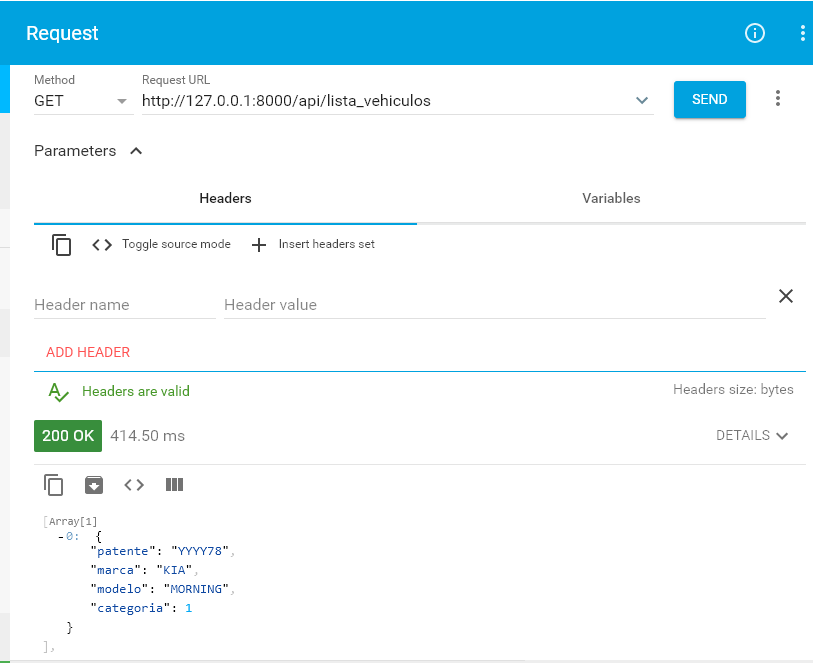 Request
Method
Request URL
GET
http://127.0.0.1:8000/api/lista_vehiculos
SEND
Parameters
Headers
Variables
Toggle source mode
Insert headers set
Header name
Header value
ADD HEADER
Headers are valid
Headers size: bytes
200 OK
414.50 ms
DETAILS
[Array[1]
-0: {
"patente": "YYYY78",
"marca": "KIA",
"modelo": "MORNING",
"categoria": 1
}
],